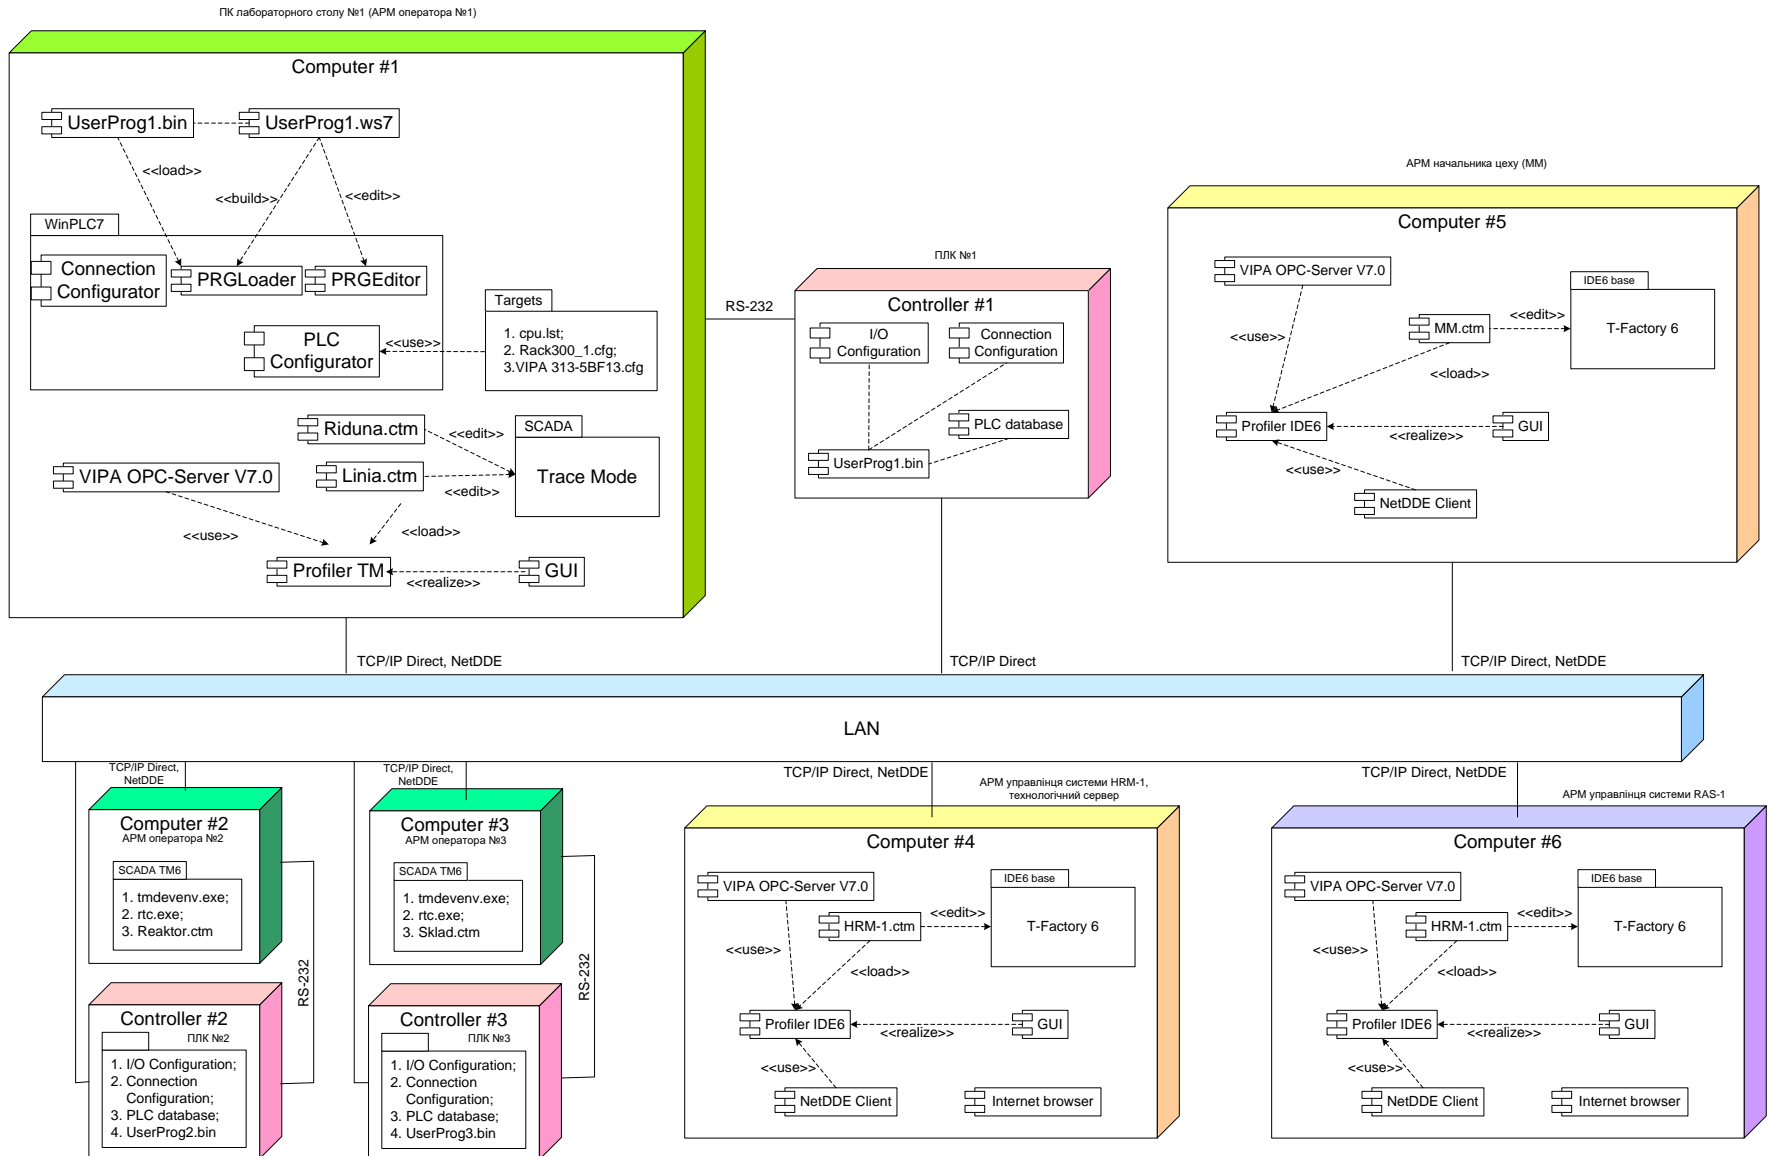 ПК лабораторного столу №1 (АРМ оператора №1)
Computer #1
UserProg1.bin
UserProg1.ws7
<<load>>
<<build>>
<<edit>>
WinPLC7
Connection
Configurator
PRGLoader
PRGEditor
PLC
Configurator
<<use>>
Targets
1. cpu.lst;
2. Rack300_1.cfg;
3.VIPA 313-5BF13.cfg
Riduna.ctm
<<edit>>
SCADA
Trace Mode
VIPA OPC-Server V7.0
Linia.ctm
<<edit>>
<<use>>
<<load>>
Profiler TM
<<realize>>
GUI
RS-232
ПЛК №1
Controller #1
I/O
Configuration
Connection
Configuration
PLC database
UserProg1.bin
АРМ начальника цеху (ММ)
Computer #5
VIPA OPC-Server V7.0
IDE6 base
T-Factory 6
MM.ctm
<<edit>>
<<use>>
<<load>>
Profiler IDE6
<<realize>>
GUI
<<use>>
NetDDE Client
TCP/IP Direct, NetDDE
TCP/IP Direct
TCP/IP Direct, NetDDE
LAN
TCP/IP Direct,
NetDDE
Computer #2
АРМ оператора №2
SCADA TM6
1. tmdevenv.exe;
2. rtc.exe;
3. Reaktor.ctm
RS-232
Controller #2
ПЛК №2
1. I/O Configuration;
2. Connection
Configuration;
3. PLC database;
4. UserProg2.bin
TCP/IP Direct,
NetDDE
Computer #3
АРМ оператора №3
SCADA TM6
1. tmdevenv.exe;
2. rtc.exe;
3. Sklad.ctm
RS-232
Controller #3
ПЛК №3
1. I/O Configuration;
2. Connection
Configuration;
3. PLC database;
4. UserProg3.bin
TCP/IP Direct, NetDDE
АРМ управлінця системи HRM-1,
технологічний сервер
Computer #4
VIPA OPC-Server V7.0
IDE6 base
T-Factory 6
HRM-1.ctm
<<edit>>
<<use>>
<<load>>
Profiler IDE6
<<realize>>
GUI
<<use>>
NetDDE Client
Internet browser
TCP/IP Direct, NetDDE
АРМ управлінця системи RAS-1
Computer #6
VIPA OPC-Server V7.0
IDE6 base
T-Factory 6
HRM-1.ctm
<<edit>>
<<use>>
<<load>>
Profiler IDE6
<<realize>>
GUI
<<use>>
NetDDE Client
Internet browser